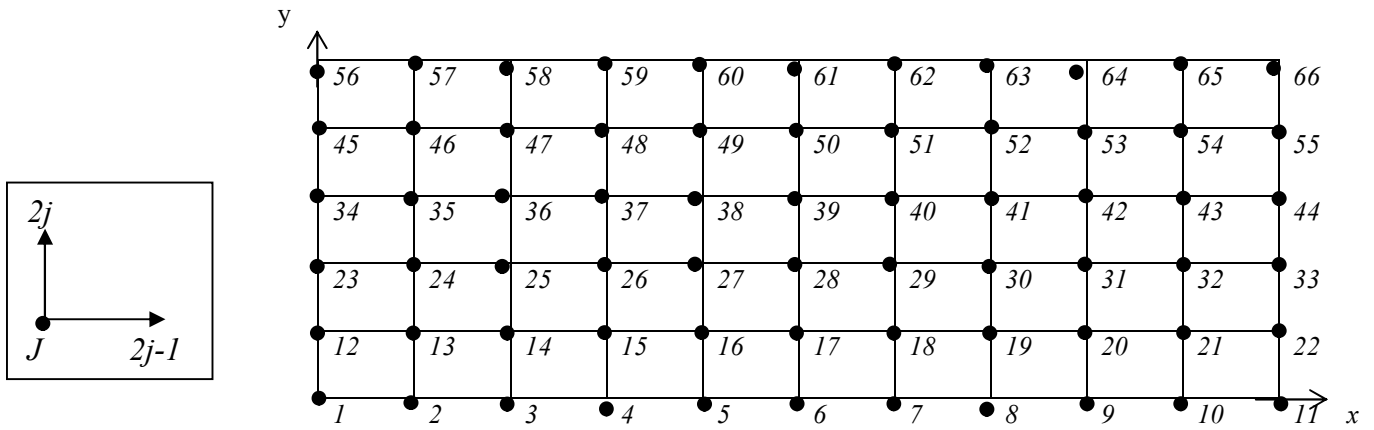 y
56 57 58 59 60 61 62 63 64 65 66
45 46 47 48 49 50 51 52 53 54 55
2j
34 35 36 37 38 39 40 41 42 43 44
23 24 25 26 27 28 29 30 31 32 33
J 2j-1
12 13 14 15 16 17 18 19 20 21 22
1 2 3 4 5 6 7 8 9 10 11 x